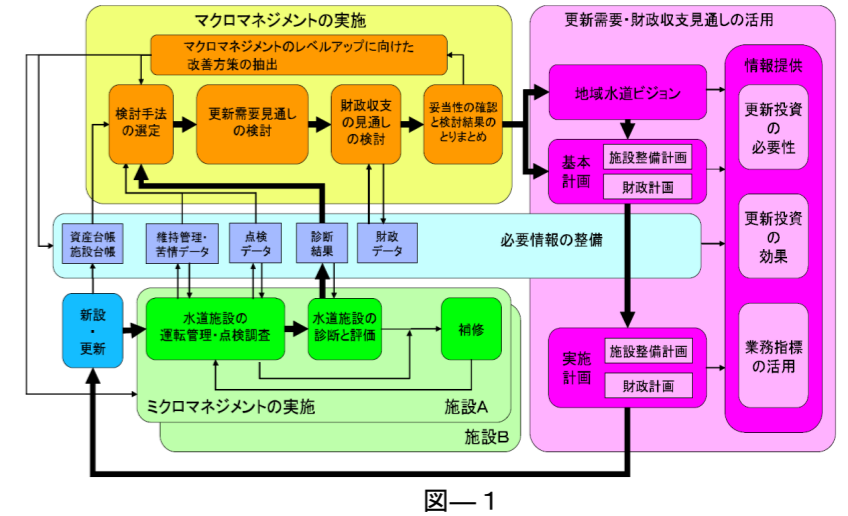 マクロマネジメントの実施
マクロマネジメントのレベルアップに向けた
改善方策の抽出
検討手法
の選定
更新需要見通し
の検討
財政収支
の見通し
の検討
妥当性の確認
と検討結果の
とりまとめ
更新需要・財政収支見通しの活用
地域水道ビジョン
基本
計画
施設整備計画
財政計画
情報提供
更新投資
の
必要性
更新投資
の
効果
業務指標
の活用
資産台帳
施設台帳
維持管理・
苦情データ
点検
データ
診断
結果
財政
データ
必要情報の整備
新設
・
更新
水道施設の
運転管理・点検調査
水道施設の
診断と評価
補修
ミクロマネジメントの実施
施設A
施設B
実施
計画
施設整備計画
財政計画
図―1